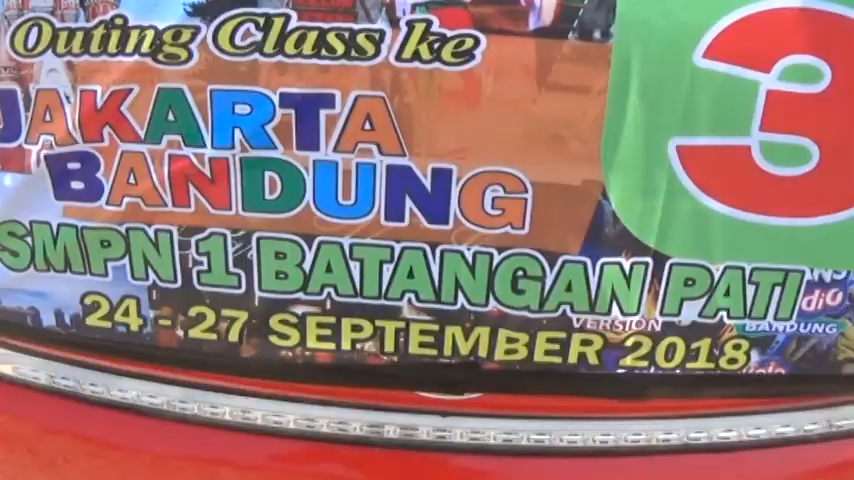 Outing Class ke
3
JAKARTA
BANDUNG
SMPN 1 BATANGAN PATI
24 - 27 SEPTEMBER 2018
VERSION
BANDUNG